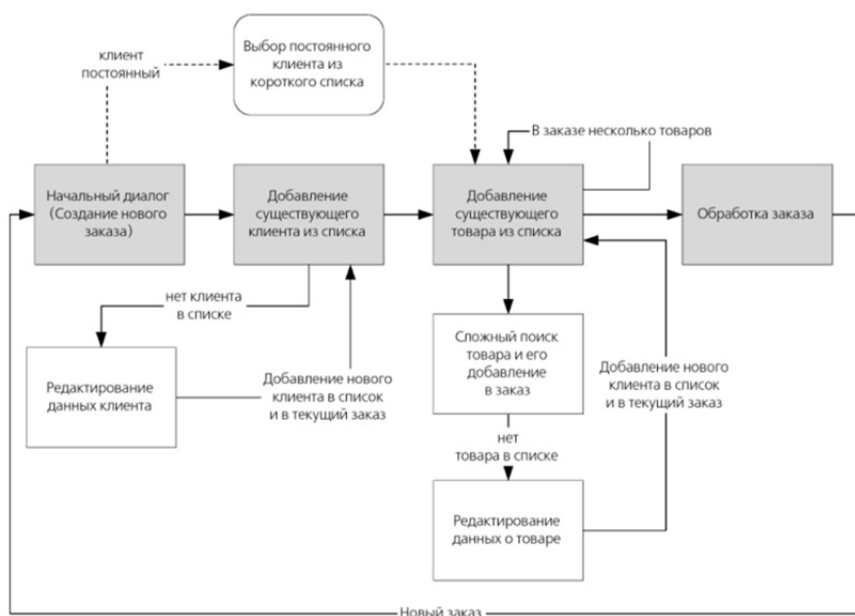 Выбор постоянного
клиента из
короткого списка
клиент
постоянный
В заказе несколько товаров
Начальный диалог
(Создание нового
заказа)
Добавление
существующего
клиента из списка
Добавление
существующего
товара из списка
Обработка заказа
нет клиента
в списке
Редактирование
данных клиента
Добавление нового
клиента в список
и в текущий заказ
Сложный поиск
товара и его
добавление
в заказ
Добавление нового
клиента в список
и в текущий заказ
нет
товара в списке
Редактирование
данных о товаре
Новый заказ